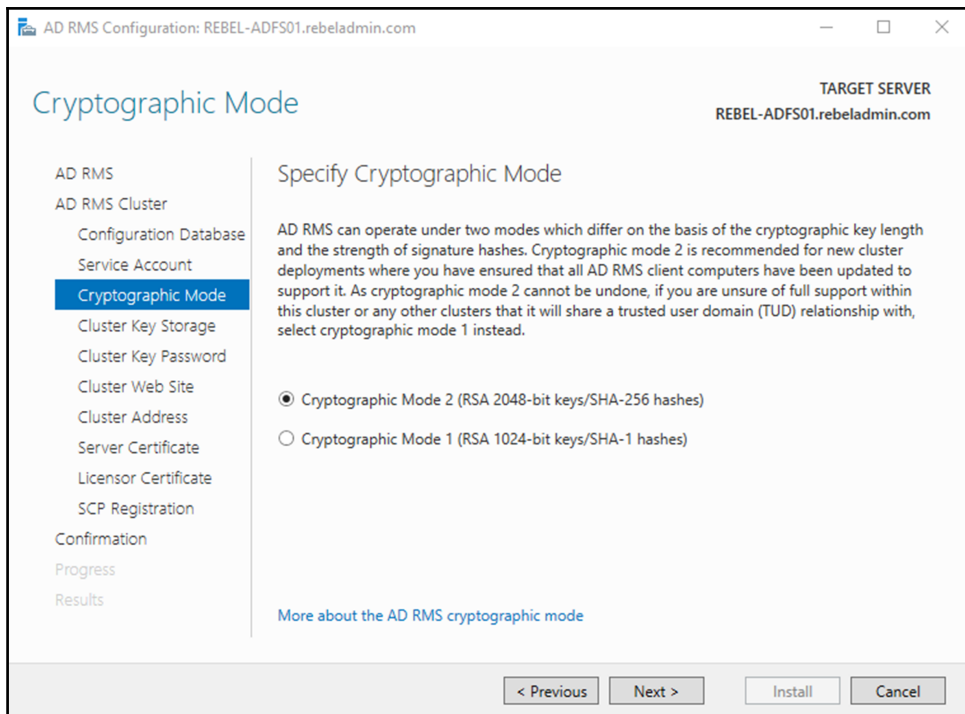 AD RMS Configuration: REBEL-ADFS01.rebeladmin.com
Cryptographic Mode
TARGET SERVER
REBEL-ADFS01.rebeladmin.com
AD RMS
AD RMS Cluster
Configuration Database
Service Account
Cryptographic Mode
Cluster Key Storage
Cluster Key Password
Cluster Web Site
Cluster Address
Server Certificate
Licensor Certificate
SCP Registration
Confirmation
Progress
Results
Specify Cryptographic Mode
AD RMS can operate under two modes which differ on the basis of the cryptographic key length
and the strength of signature hashes. Cryptographic mode 2 is recommended for new cluster
deployments where you have ensured that all AD RMS client computers have been updated to
support it. As cryptographic mode 2 cannot be undone, if you are unsure of full support within
this cluster or any other clusters that it will share a trusted user domain (TUD) relationship with,
select cryptographic mode 1 instead.
Cryptographic Mode 2 (RSA 2048-bit keys/SHA-256 hashes)
Cryptographic Mode 1 (RSA 1024-bit keys/SHA-1 hashes)
More about the AD RMS cryptographic mode
< Previous
Next >
Install
Cancel